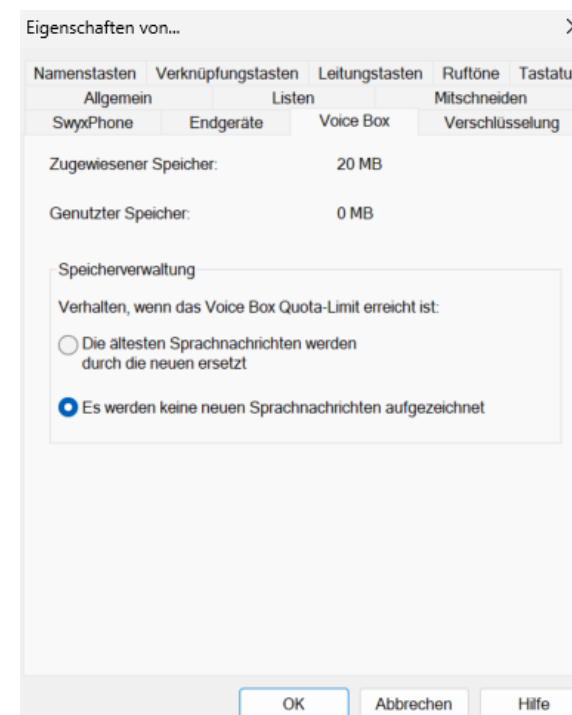 Eigenschaften von...
Namenstasten Verknüpfungstasten Leitungstasten Ruftöne Tastatu
Allgemein Listen Mitschneiden
SwyxPhone Endgeräte Voice Box Verschlüsselung
Zugewiesener Speicher: 20 MB
Genutzter Speicher: 0 MB
Speicherverwaltung
Verhalten, wenn das Voice Box Quota-Limit erreicht ist:
Die ältesten Sprachnachrichten werden
durch die neuen ersetzt
Es werden keine neuen Sprachnachrichten aufgezeichnet
OK Abbrechen Hilfe